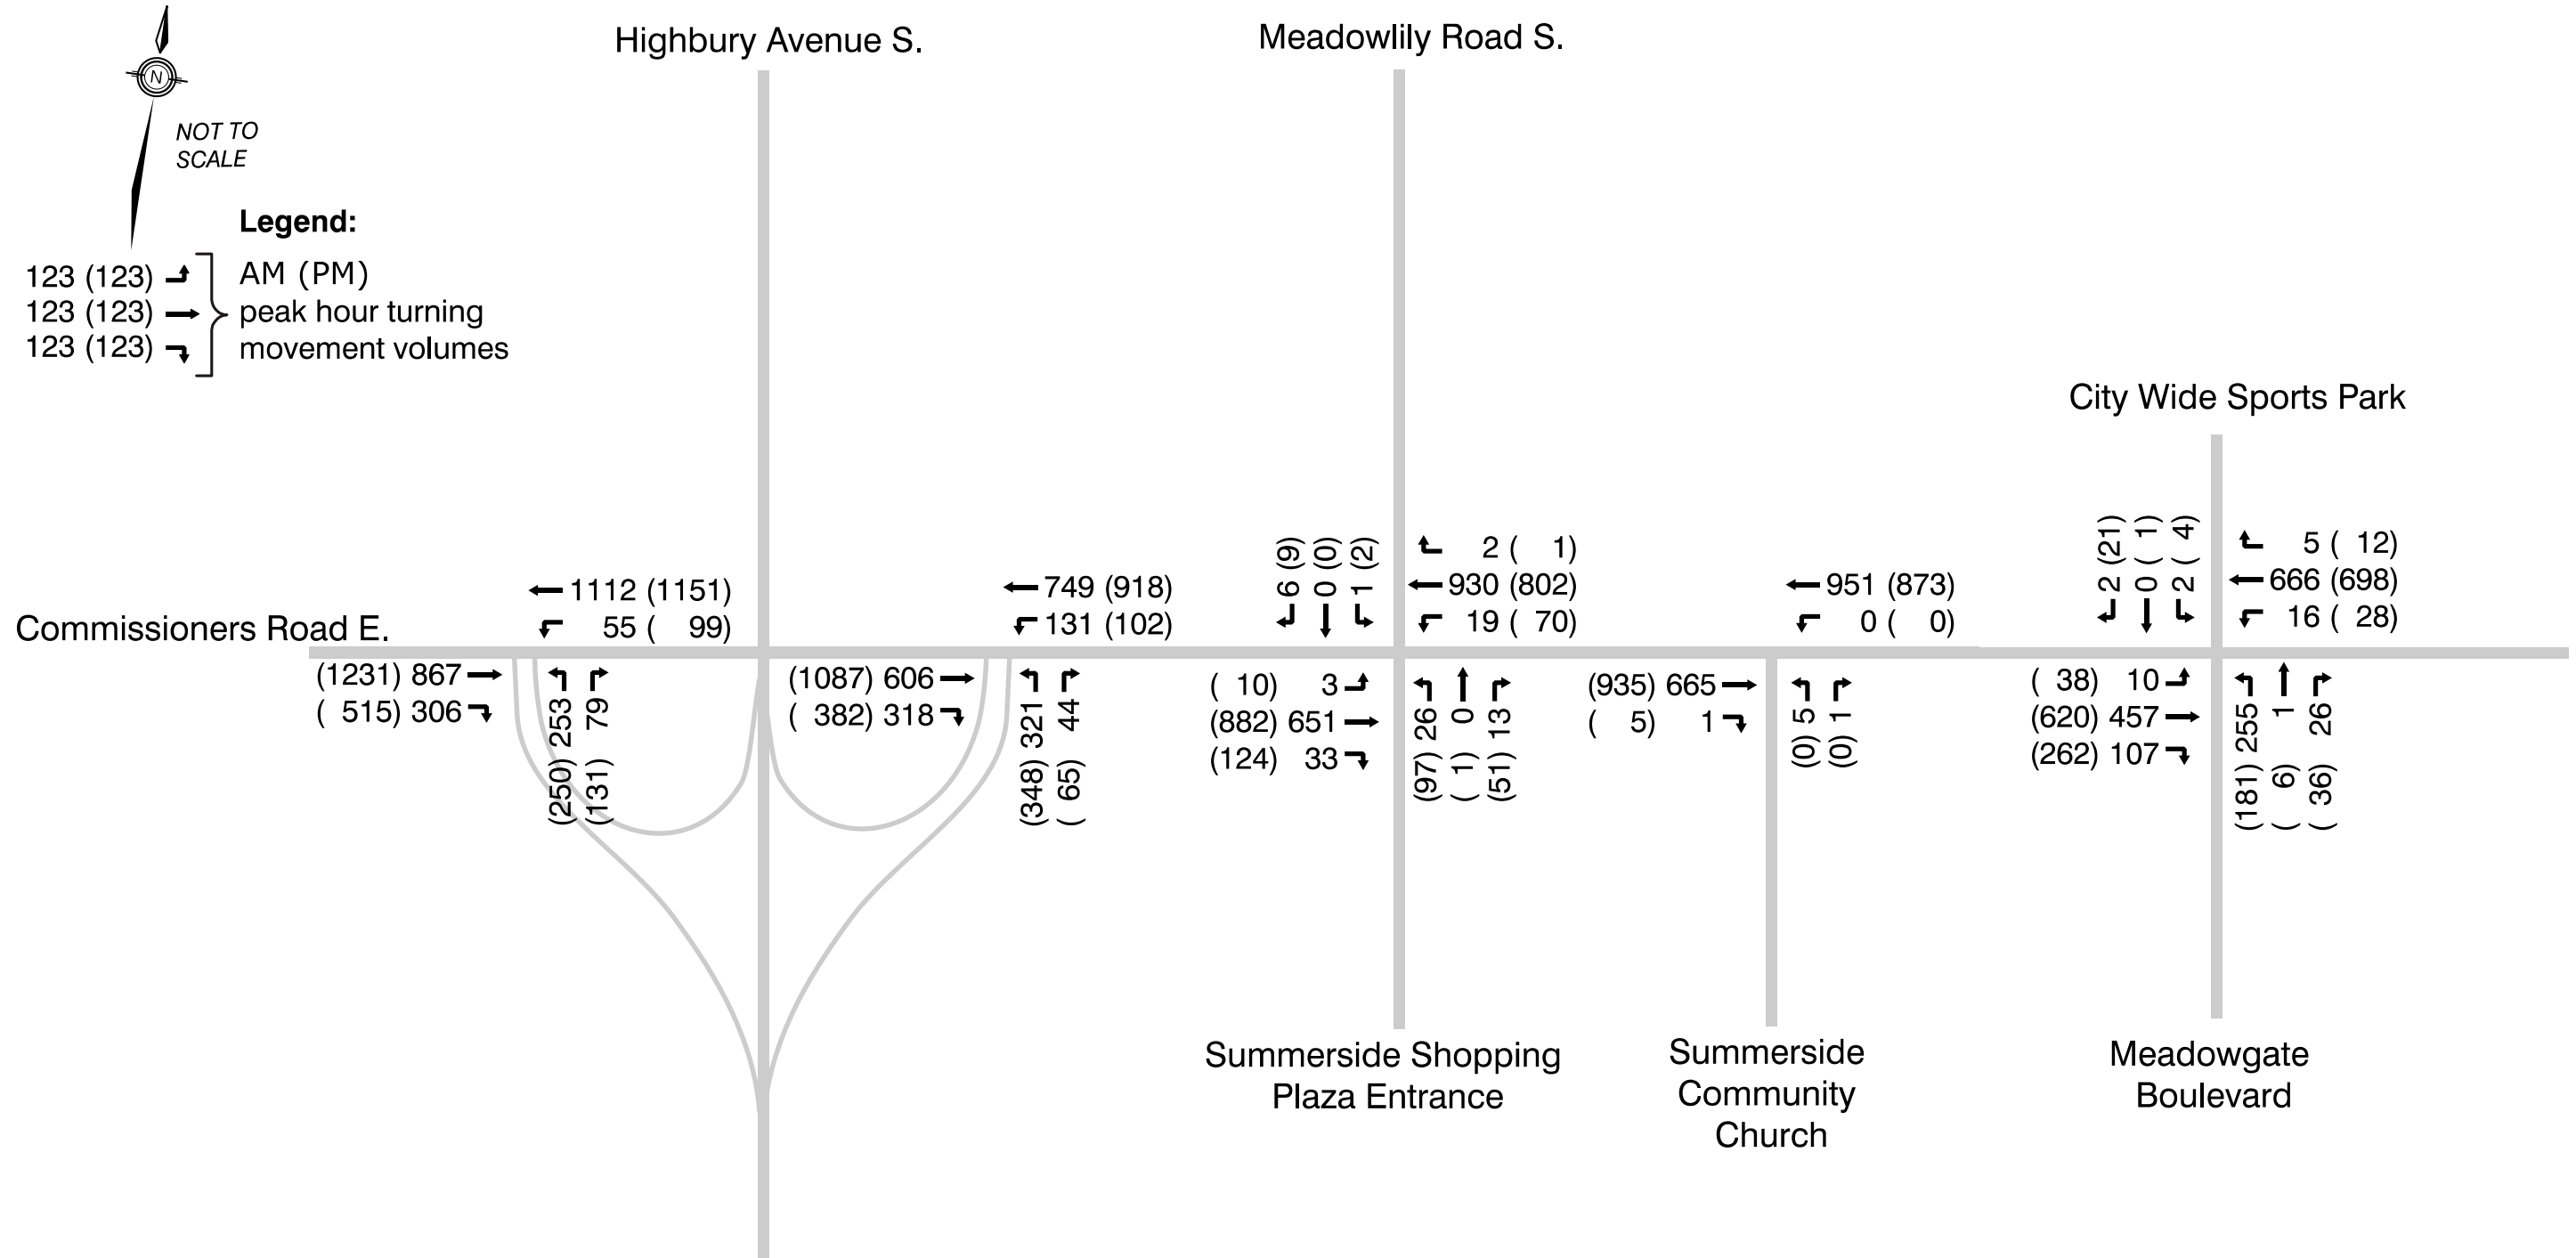 Highbury Avenue S.
Meadowlily Road S.
N
NOT TO
SCALE
Legend:
123 (123)
123 (123)
123 (123)
AM (PM)
peak hour turning
movement volumes
City Wide Sports Park
Commissioners Road E.
1112 (1151)
55 ( 99)
(1231) 867
( 515) 306
(250) 253
(131) 79
749 (918)
131 (102)
(1087) 606
( 382) 318
(348) 321
( 65) 44
6 (9)
0 (0)
1 (2)
2 ( 1)
930 (802)
19 ( 70)
( 10) 3
(882) 651
(124) 33
(97) 26
( 1) 0
(51) 13
951 (873)
0 ( 0)
(935) 665
( 5) 1
(0) 5
(0) 1
2 (21)
0 ( 1)
2 ( 4)
5 ( 12)
666 (698)
16 ( 28)
( 38) 10
(620) 457
(262) 107
(181) 255
( 6) 1
( 36) 26
Summerside Shopping
Plaza Entrance
Summerside
Community
Church
Meadowgate
Boulevard